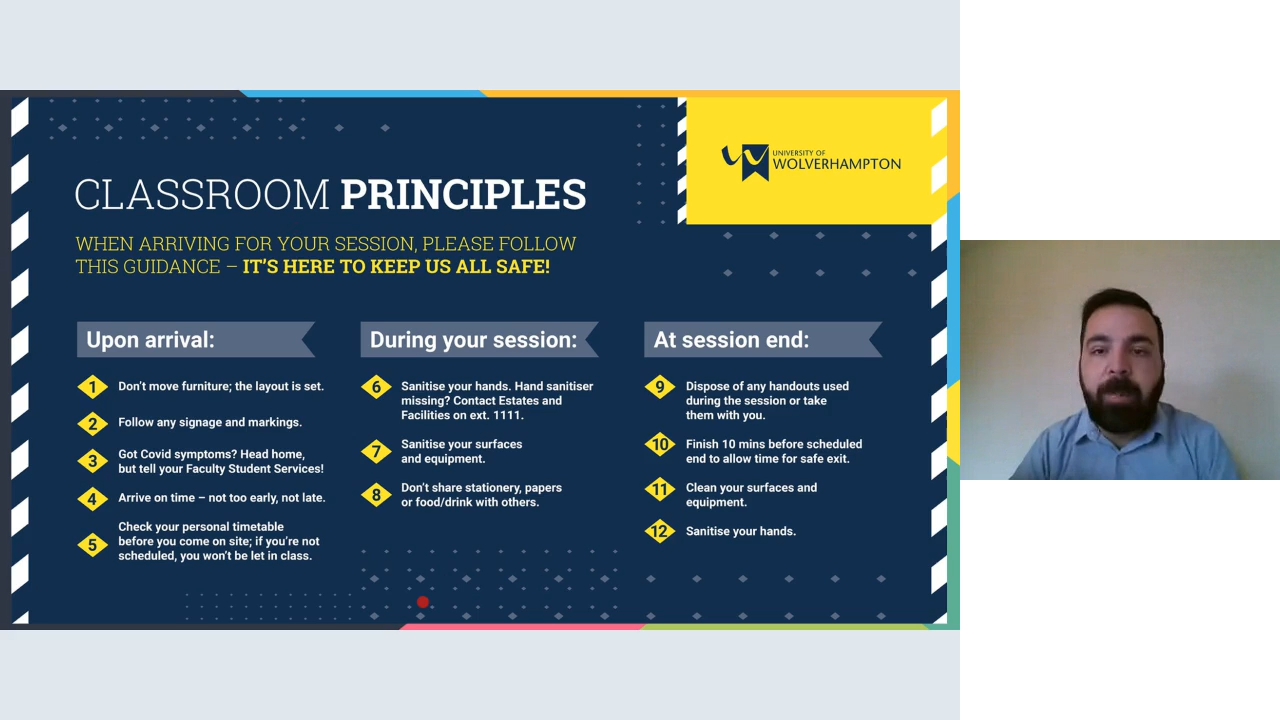 UNIVERSITY OF
WOLVERHAMPTON
CLASSROOM PRINCIPLES
WHEN ARRIVING FOR YOUR SESSION, PLEASE FOLLOW
THIS GUIDANCE – IT'S HERE TO KEEP US ALL SAFE!
Upon arrival:
1 Don't move furniture; the layout is set.
2 Follow any signage and markings.
3 Got Covid symptoms? Head home,
but tell your Faculty Student Services!
4 Arrive on time – not too early, not late.
5 Check your personal timetable
before you come on site; if you're not
scheduled, you won't be let in class.
During your session:
6 Sanitise your hands. Hand sanitiser
missing? Contact Estates and
Facilities on ext. 1111.
7 Sanitise your surfaces
and equipment.
8 Don't share stationery, papers
or food/drink with others.
At session end:
9 Dispose of any handouts used
during the session or take
them with you.
10 Finish 10 mins before scheduled
end to allow time for safe exit.
11 Clean your surfaces and
equipment.
12 Sanitise your hands.